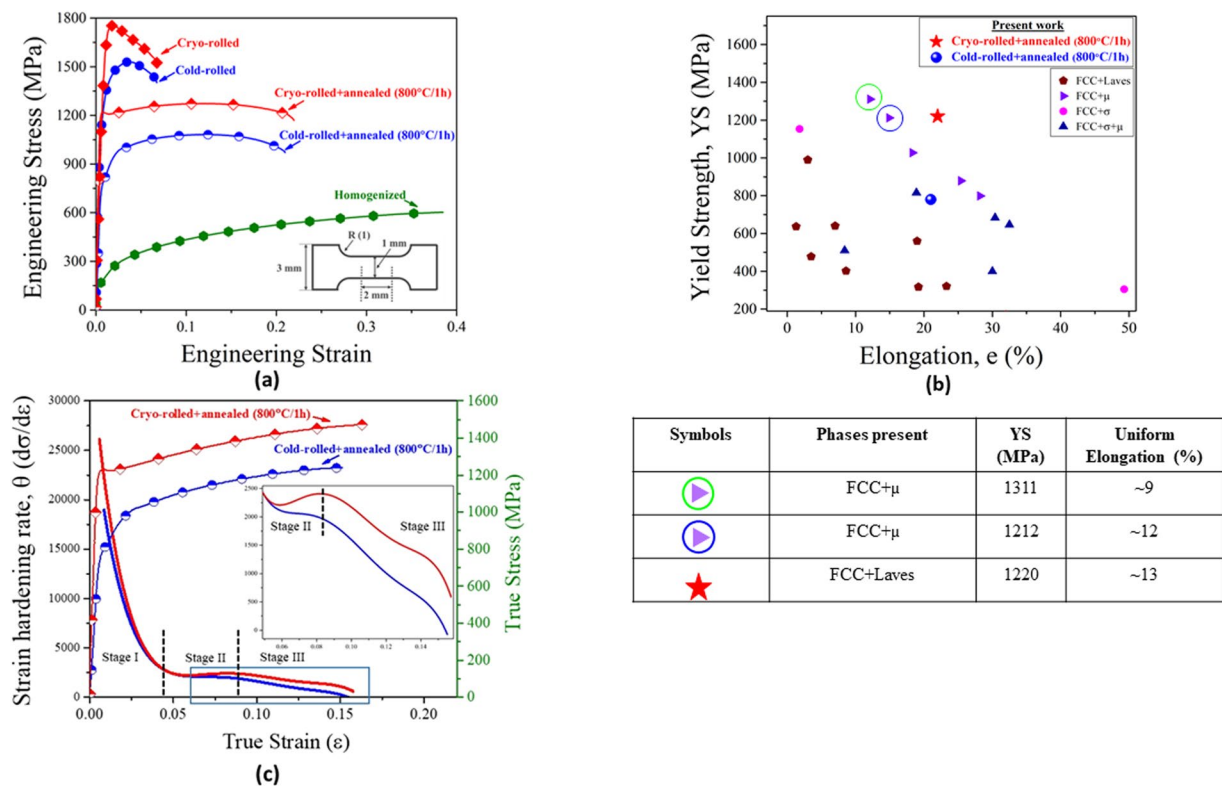 1800
1500
1200
900
600
300
0
Engineering Stress (MPa)
Cryo-rolled
Cold-rolled
Cryo-rolled+annealed (800°C/1h)
Cold-rolled+annealed (800°C/1h)
Homogenized
R (1)
1 mm
3 mm
2 mm
0.0 0.1 0.2 0.3 0.4
Engineering Strain
(a)
Present work
Cryo-rolled+annealed (800°C/1h)
Cold-rolled+annealed (800°C/1h)
FCC+Laves
FCC+μ
FCC+σ
FCC+σ+μ
1600
1400
1200
1000
800
600
400
200
Yield Strength, YS (MPa)
0 10 20 30 40 50
Elongation, e (%)
(b)
30000
27500
25000
22500
20000
17500
15000
12500
10000
7500
5000
2500
0
Strain hardening rate, θ (dσ/dε)
Cryo-rolled+annealed (800°C/1h)
Cold-rolled+annealed (800°C/1h)
2500
2000
1500
1000
500
0
Stage II
Stage III
0.06 0.08 0.10 0.12 0.14
Stage I
Stage II
Stage III
1600
1400
1200
1000
800
600
400
200
0
True Stress (MPa)
0.00 0.05 0.10 0.15 0.20
True Strain (ε)
(c)
Symbols Phases present YS (MPa) Uniform Elongation (%)
FCC+μ 1311 ~9
FCC+μ 1212 ~12
FCC+Laves 1220 ~13